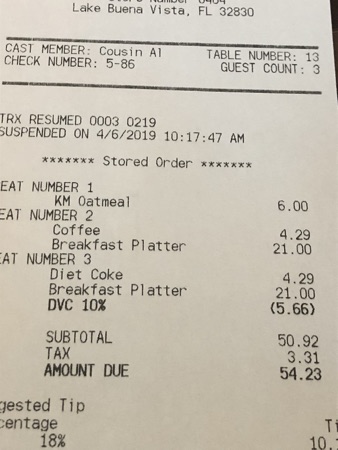 Lake Buena Vista, FL 32830
CAST MEMBER: Cousin Al TABLE NUMBER: 13
CHECK NUMBER: 5-86 GUEST COUNT: 3
TRX RESUMED 0003 0219
SUSPENDED ON 4/6/2019 10:17:47 AM
******* Stored Order *******
EAT NUMBER 1
KM Oatmeal 6.00
EAT NUMBER 2
Coffee 4.29
Breakfast Platter 21.00
EAT NUMBER 3
Diet Coke 4.29
Breakfast Platter 21.00
DVC 10% (5.66)
SUBTOTAL 50.92
TAX 3.31
AMOUNT DUE 54.23
gested Tip
centage Ti
18% 10.